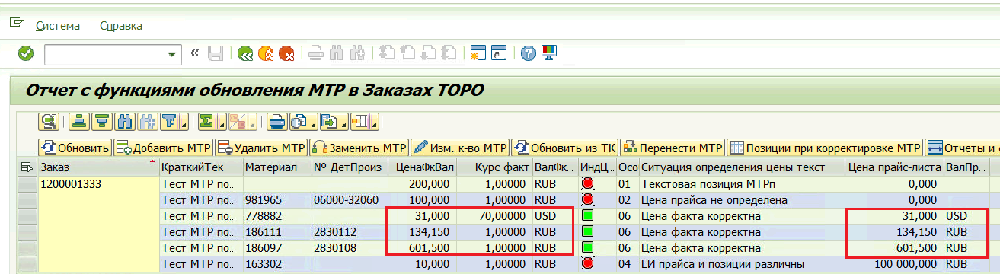 Система Справка
Отчет с функциями обновления МТР в Заказах ТОРО
Обновить Добавить МТР Удалить МТР Заменить МТР Изм. к-во МТР Обновить из ТК Перенести МТР Позиции при корректировке МТР Отчеты и
Заказ КраткийТек Материал № ДетПроиз ЦенаФкВал Курс факт ВалФк... ИндЦ... Осо Ситуация определения цены текст Цена прайс-листа ВалПр...
1200001333 Тест МТР по... 200,000 1,00000 RUB 01 Текстовая позиция МТРп 0,000
Тест МТР по... 981965 06000-32060 100,000 1,00000 RUB 02 Цена прайса не определена 0,000
Тест МТР по... 778882 31,000 70,00000 USD 06 Цена факта корректна 31,000 USD
Тест МТР по... 186111 2830112 134,150 1,00000 RUB 06 Цена факта корректна 134,150 RUB
Тест МТР по... 186097 2830108 601,500 1,00000 RUB 06 Цена факта корректна 601,500 RUB
Тест МТР по... 163302 10,000 1,00000 RUB 04 ЕИ прайса и позиции различны 100 000,000 RUB